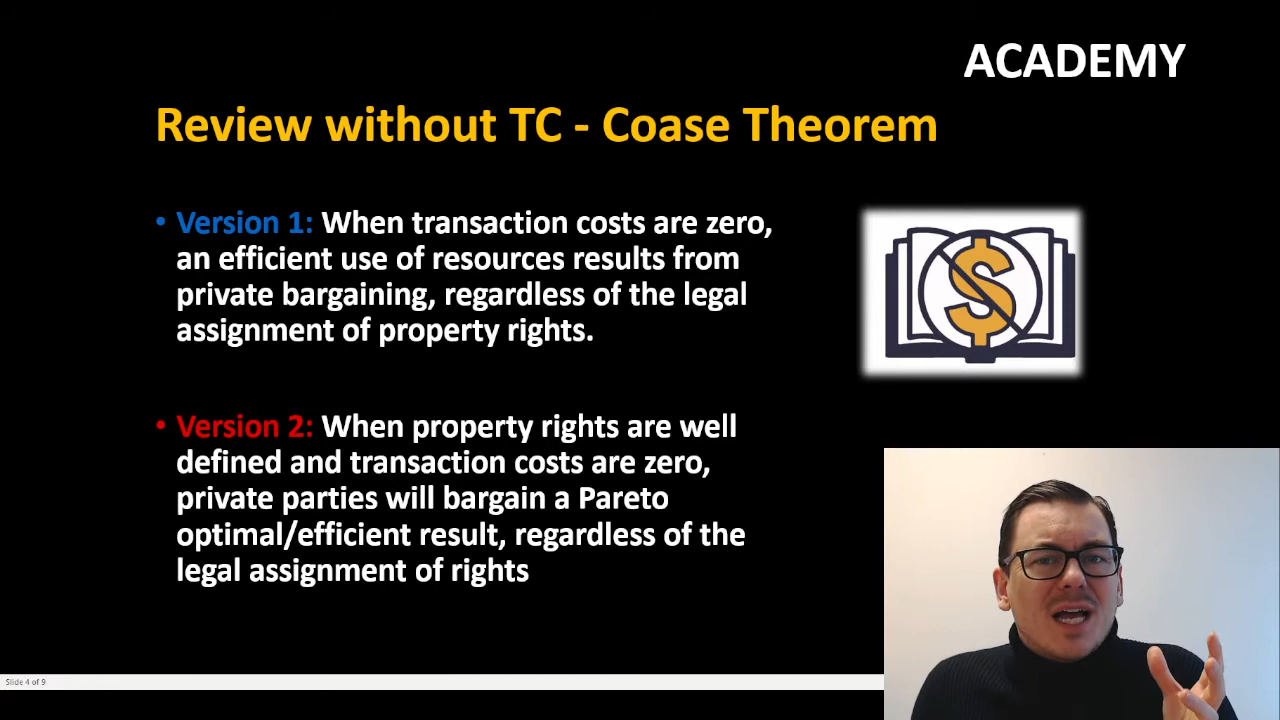 ACADEMY
Review without TC - Coase Theorem
• Version 1: When transaction costs are zero,
an efficient use of resources results from
private bargaining, regardless of the legal
assignment of property rights.
• Version 2: When property rights are well
defined and transaction costs are zero,
private parties will bargain a Pareto
optimal/efficient result, regardless of the
legal assignment of rights
$
Slide 4 of 9